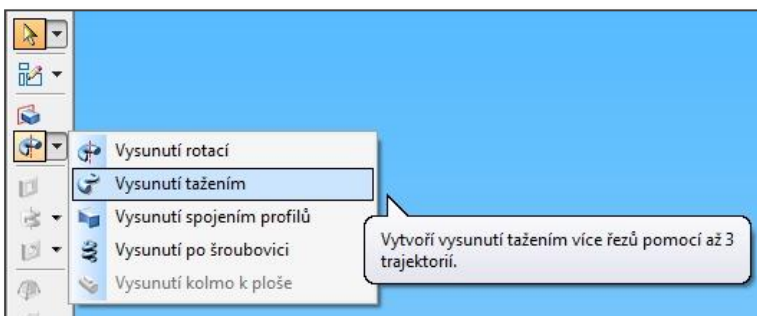 Vysunutí rotací
Vysunutí tažením
Vysunutí spojením profilů
Vysunutí po šroubovici
Vysunutí kolmo k ploše
Vytvoří vysunutí tažením více řezů pomocí až 3
trajektorií.